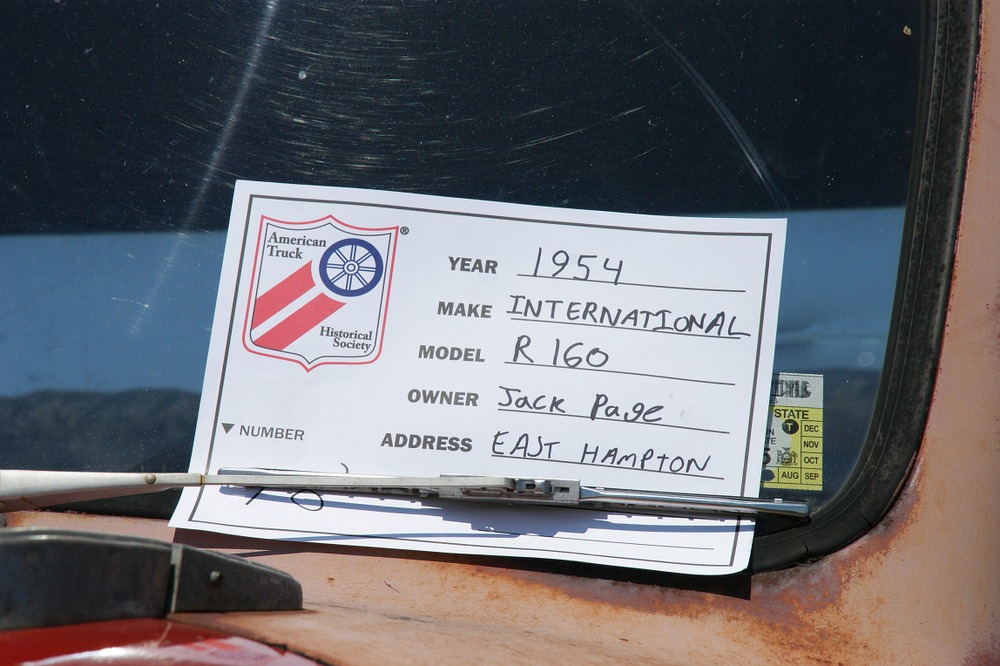 American
Truck
®
Historical
Society
YEAR 1954
MAKE INTERNATIONAL
MODEL R 160
OWNER Jack Page
ADDRESS EAST HAMPTON
▼ NUMBER
STATE
T DEC
NOV
OCT
AUG SEP